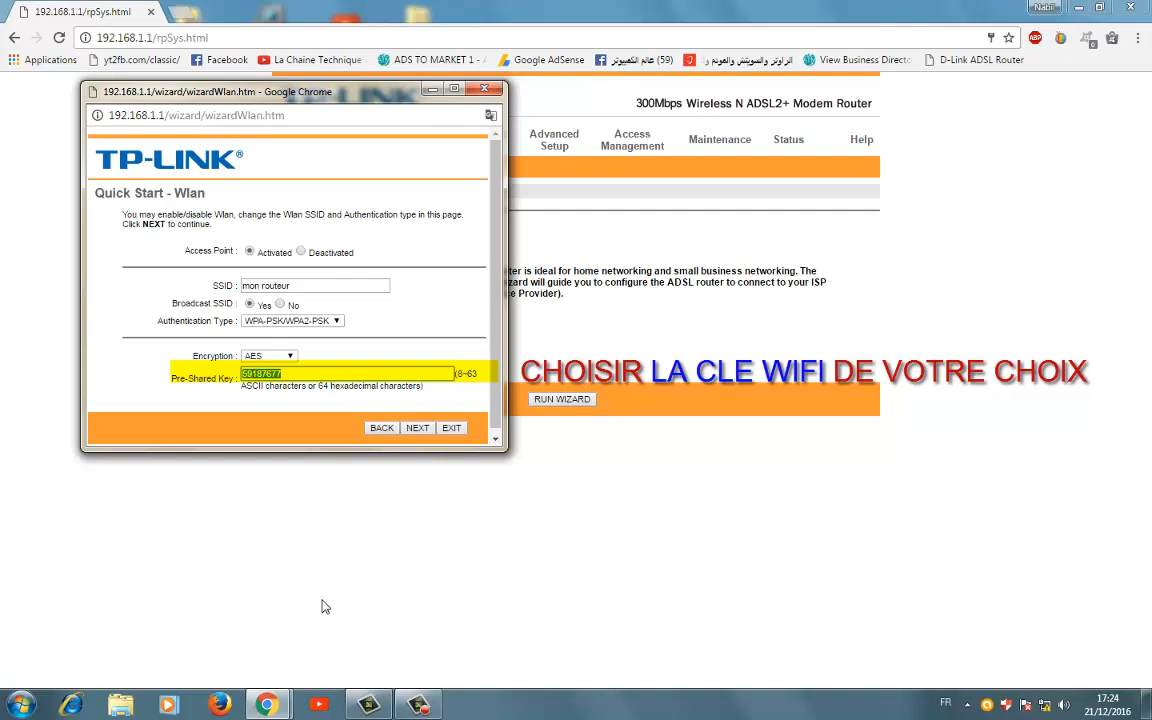 192.168.1.1/rpSys.html
Nabil
192.168.1.1/rpSys.html
Applications
yt2fb.com/classic/
Facebook
La Chaine Technique
ADS TO MARKET 1 -
Google AdSense
(59) عالم الكمبيوتر
الراوتر والسويتش والمودم
View Business Directo
D-Link ADSL Router
192.168.1.1/wizard/wizardWlan.htm - Google Chrome
192.168.1.1/wizard/wizardWlan.htm
TP-LINK®
Quick Start - Wlan
You may enable/disable Wlan, change the Wlan SSID and Authentication type in this page.
Click NEXT to continue.
Access Point : Activated Deactivated
SSID : mon routeur
Broadcast SSID : Yes No
Authentication Type : WPA-PSK/WPA2-PSK
Encryption : AES
Pre-Shared Key : 59187677 (8~63
ASCII characters or 64 hexadecimal characters)
BACK NEXT EXIT
300Mbps Wireless N ADSL2+ Modem Router
Advanced Setup
Access Management
Maintenance
Status
Help
ter is ideal for home networking and small business networking. The
zard will guide you to configure the ADSL router to connect to your ISP
e Provider).
CHOISIR LA CLE WIFI DE VOTRE CHOIX
RUN WIZARD
FR
17:24
21/12/2016